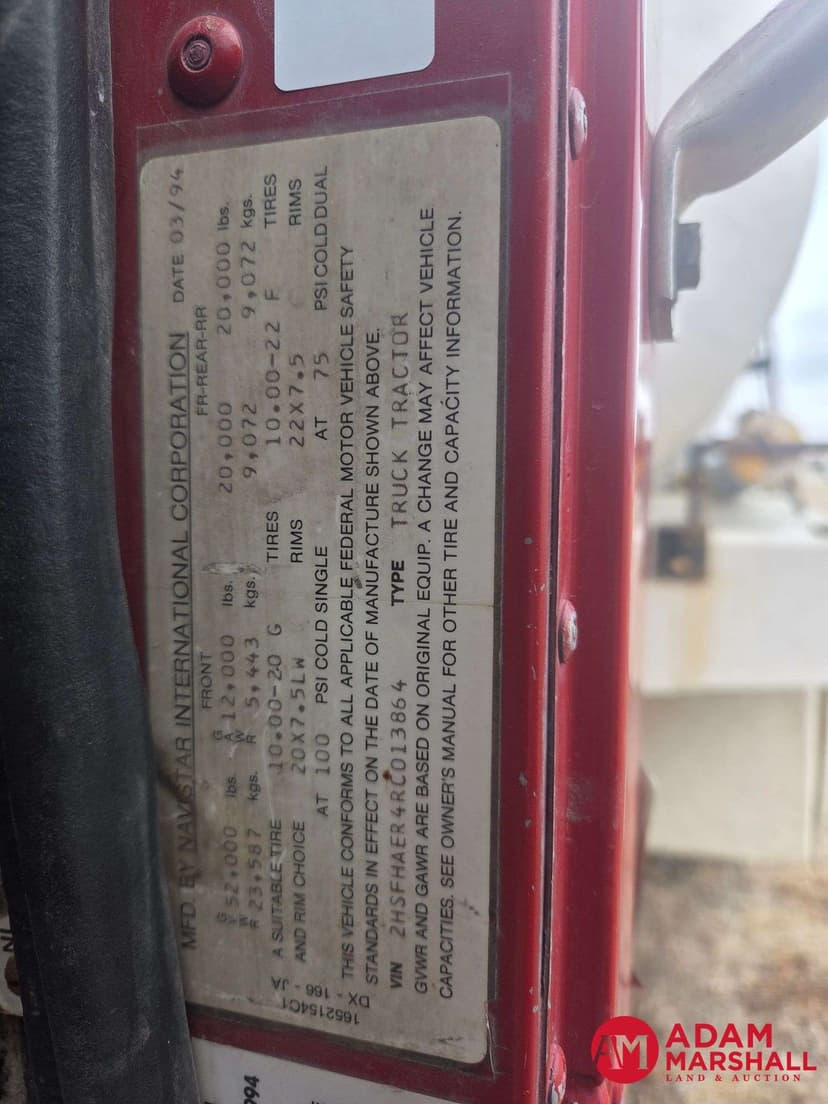 MFD. BY NAVISTAR INTERNATIONAL CORPORATION DATE 03/94
FRONT FR-REAR-RR
GVWR 52,000 lbs. GAWR 12,000 lbs. 20,000 20,000 lbs.
23,587 kgs. 5,443 kgs. 9,072 9,072 kgs.
A SUITABLE TIRE 10.00-20 G TIRES 10.00-22 F TIRES
AND RIM CHOICE 20X7.5LW RIMS 22X7.5 RIMS
AT 100 PSI COLD SINGLE AT 75 PSI COLD DUAL
THIS VEHICLE CONFORMS TO ALL APPLICABLE FEDERAL MOTOR VEHICLE SAFETY
STANDARDS IN EFFECT ON THE DATE OF MANUFACTURE SHOWN ABOVE.
VIN 2HSFHAER4RC013864 TYPE TRUCK TRACTOR
GVWR AND GAWR ARE BASED ON ORIGINAL EQUIP. A CHANGE MAY AFFECT VEHICLE
CAPACITIES. SEE OWNER'S MANUAL FOR OTHER TIRE AND CAPACITY INFORMATION.
1652154C1
DX - 166 - JA
994
AM ADAM
MARSHALL
LAND & AUCTION